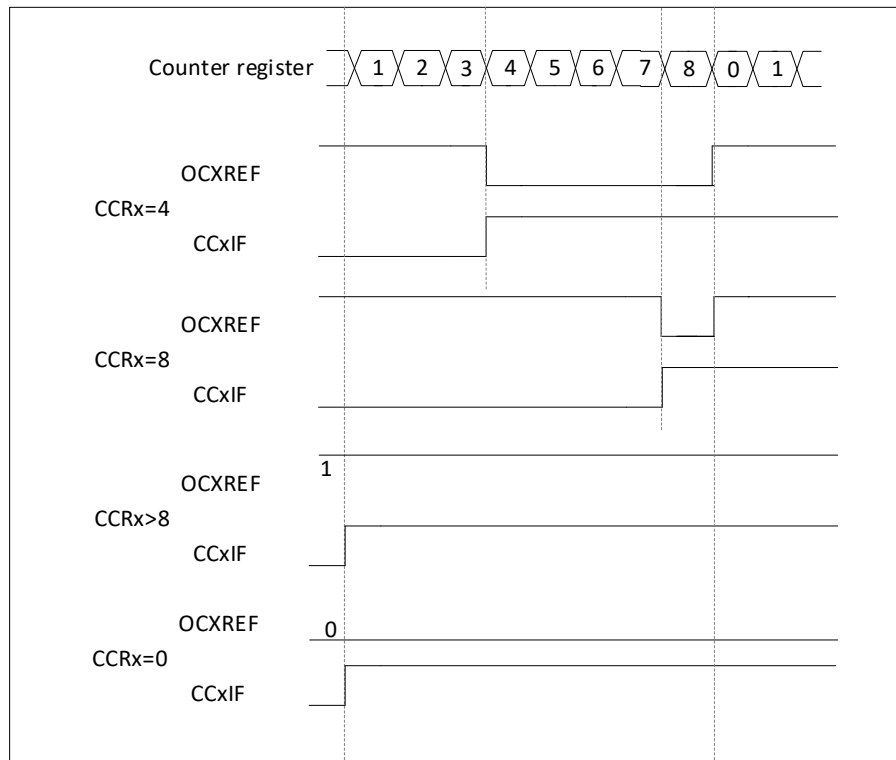 Counter register 1 2 3 4 5 6 7 8 0 1
OCXREF
CCRx=4
CCxIF
OCXREF
CCRx=8
CCxIF
1
OCXREF
CCRx>8
CCxIF
OCXREF 0
CCRx=0
CCxIF